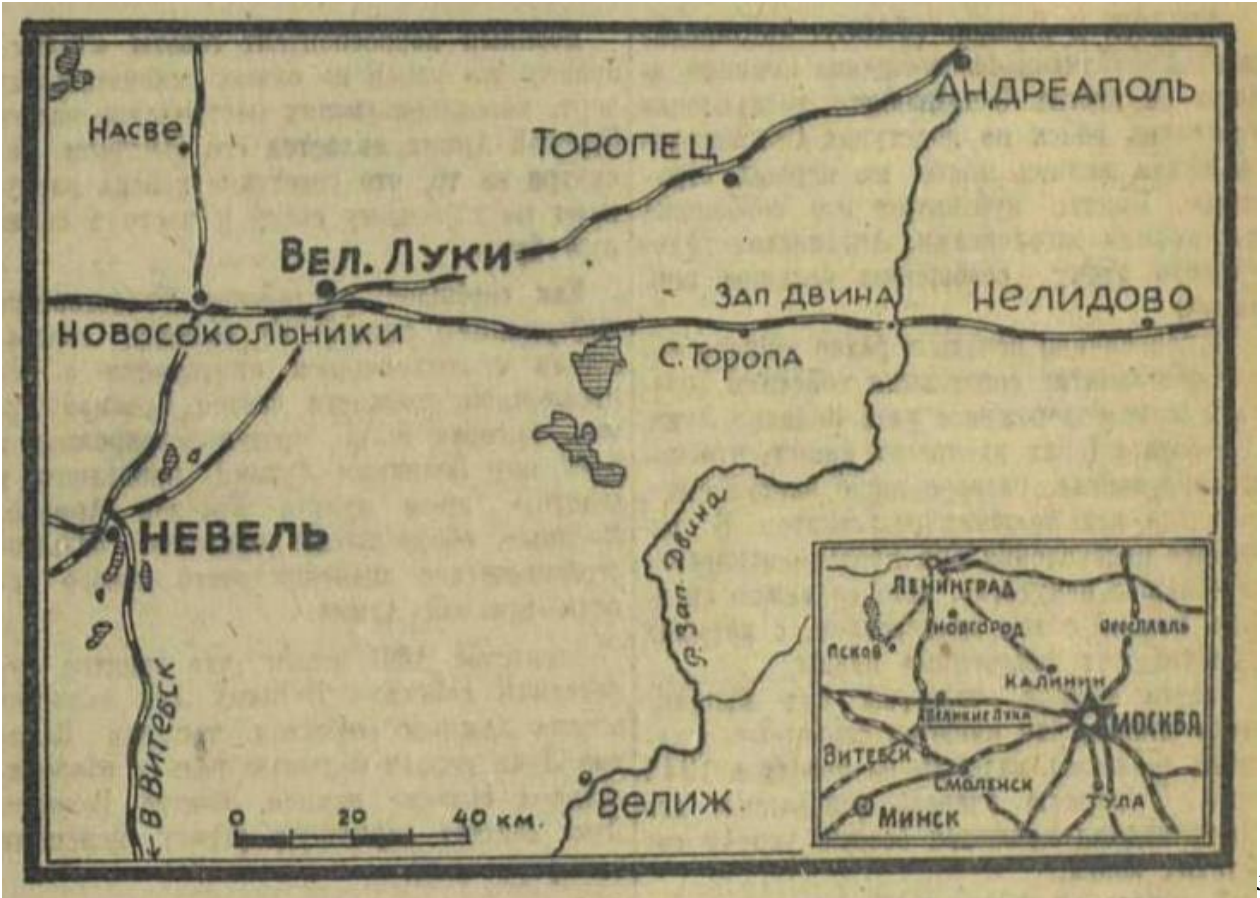 АНДРЕАПОЛЬ
НАСВЕ
ТОРОПЕЦ
ВЕЛ. ЛУКИ
ЗАП ДВИНА
НЕЛИДОВО
НОВОСОКОЛЬНИКИ
С. ТОРОПА
Р. ЗАП. ДВИНА
НЕВЕЛЬ
В ВИТЕБСК
ВЕЛИЖ
0 20 40 КМ.
ЛЕНИНГРАД
НОВГОРОД
ЯРОСЛАВЛЬ
ПСКОВ
КАЛИНИН
ВЕЛИКИЕ ЛУКИ
МОСКВА
ВИТЕБСК
СМОЛЕНСК
ТУЛА
МИНСК